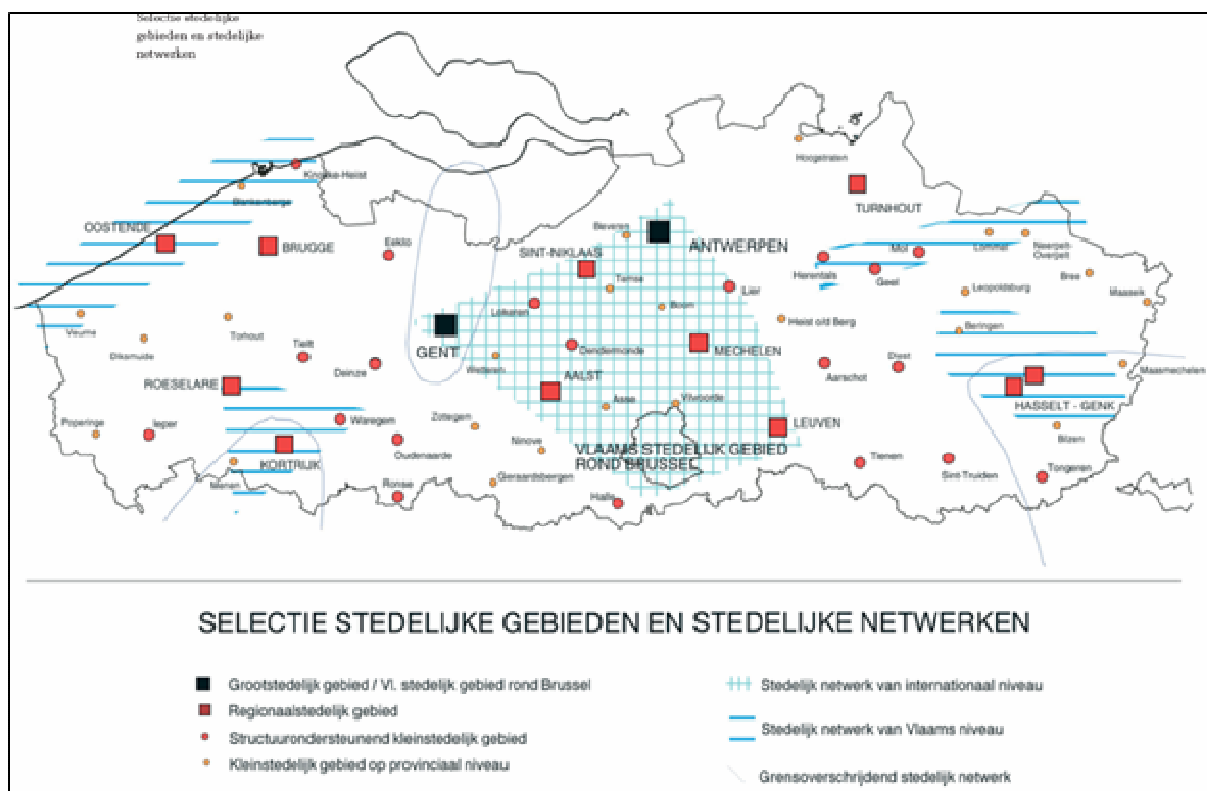 Selectie stedelijke
gebieden en stedelijke-
netwerken
Hoogstraten
Knokke-Heist
Blankenberge
TURNHOUT
OOSTENDE
BRUGGE
Eeklo
Beveren
ANTWERPEN
SINT-NIKLAAS
Mol
Lommel
Neerpelt-
Overpelt
Herentals
Geel
Bree
Temse
Lier
Leopoldsburg
Maaseik
Lokeren
Boom
Veurne
Torhout
Heist o/d Berg
Beringen
Diksmuide
GENT
Tielt
Deinze
Wetteren
Dendermonde
MECHELEN
Diest
Aarschot
Maasmechelen
ROESELARE
AALST
Asse
Vilvoorde
HASSELT - GENK
Poperinge
Ieper
Waregem
Zottegem
LEUVEN
Bilzen
Ninove
VLAAMS STEDELIJK GEBIED
ROND BRUSSEL
KORTRIJK
Oudenaarde
Tienen
Sint-Truiden
Tongeren
Menen
Ronse
Geraardsbergen
Halle
SELECTIE STEDELIJKE GEBIEDEN EN STEDELIJKE NETWERKEN
Grootstedelijk gebied / Vl. stedelijk gebied rond Brussel
Regionaalstedelijk gebied
Structuurondersteunend kleinstedelijk gebied
Kleinstedelijk gebied op provinciaal niveau
Stedelijk netwerk van internationaal niveau
Stedelijk netwerk van Vlaams niveau
Grensoverschrijdend stedelijk netwerk